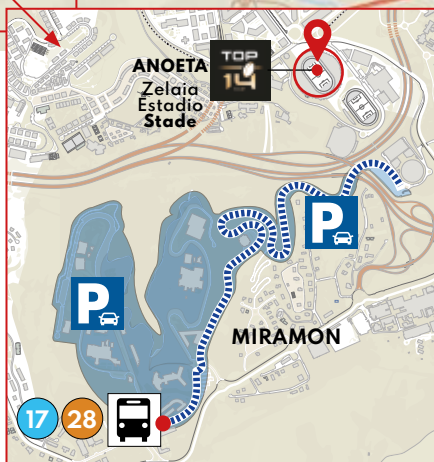 ANOETA
TOP
14
Zelaia
Estadio
Stade
P
P
MIRAMON
17 28